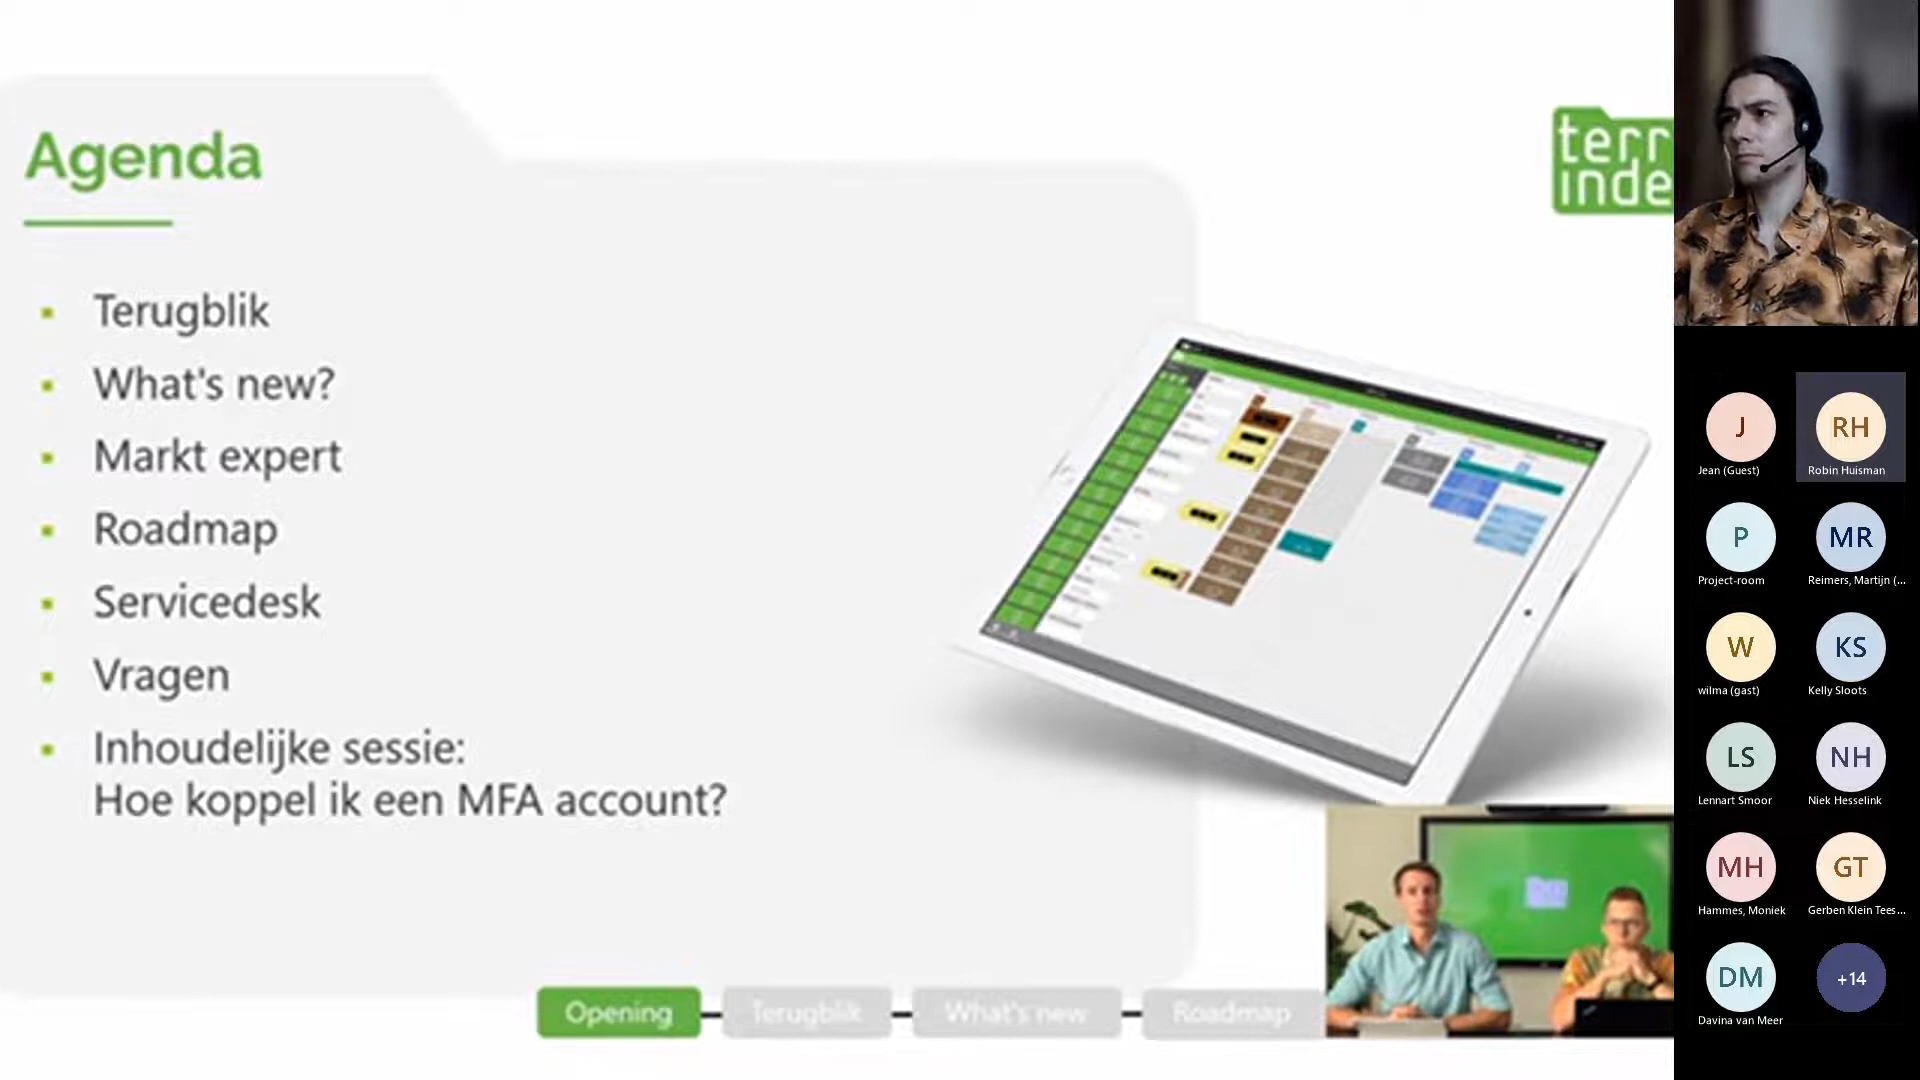 Agenda
terr
inde
Terugblik
What's new?
Markt expert
Roadmap
Servicedesk
Vragen
Inhoudelijke sessie:
Hoe koppel ik een MFA account?
Opening
Terugblik
What's new
Roadmap
J
RH
Jean (Guest)
Robin Huisman
P
MR
Project-room
Reimers, Martijn (...
W
KS
wilma (gast)
Kelly Sloots
LS
NH
Lennart Smoor
Niek Hesselink
MH
GT
Hammes, Moniek
Gerben Klein Tees...
DM
+14
Davina van Meer